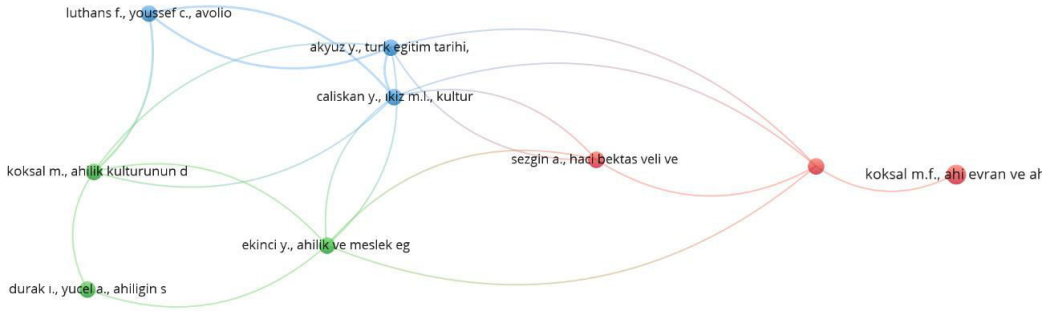 luthans f., youssef c., avolio
akyuz y., turk egitim tarihi,
caliskan y., ıkiz m.l., kultur
sezgin a., haci bektas veli ve
koksal m., ahilik kulturunun d
koksal m.f., ahi evran ve ah
ekinci y., ahilik ve meslek eg
durak ı., yucel a., ahiligin s